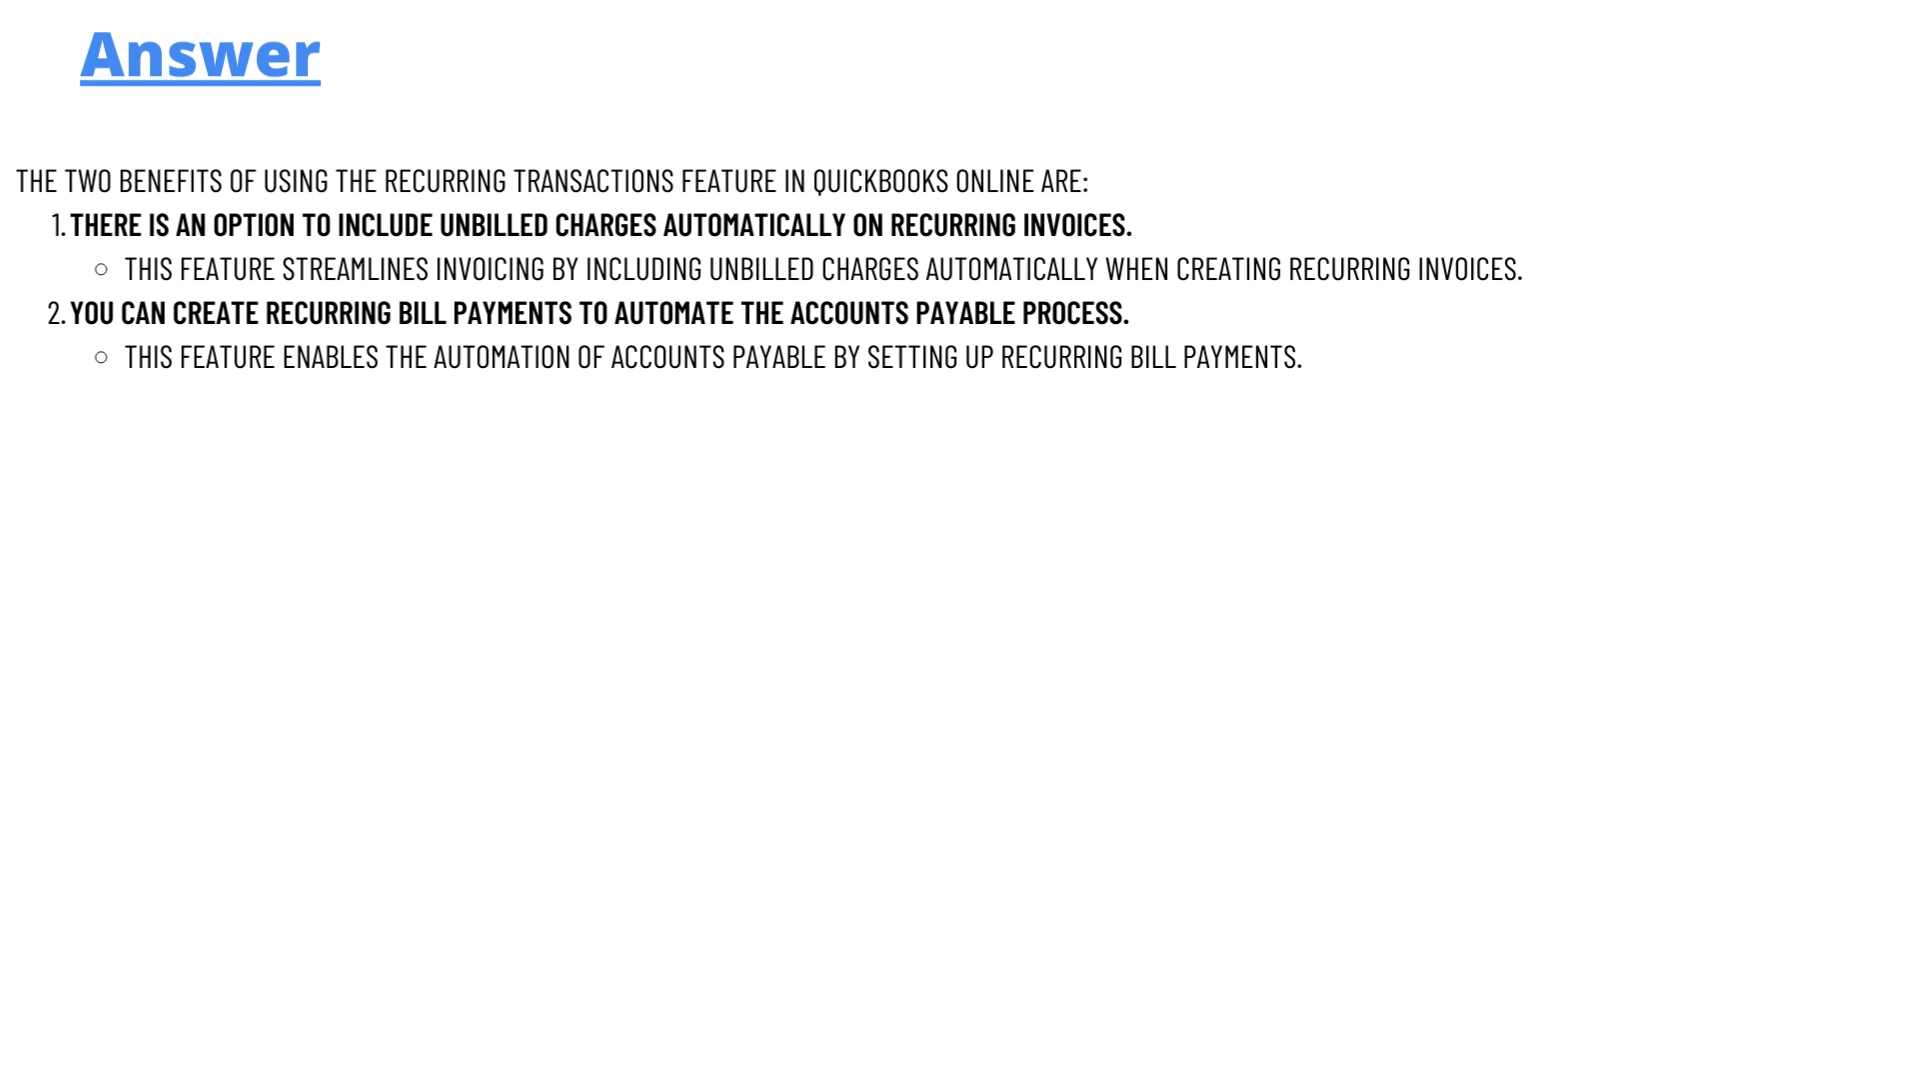 Answer
THE TWO BENEFITS OF USING THE RECURRING TRANSACTIONS FEATURE IN QUICKBOOKS ONLINE ARE:
1. THERE IS AN OPTION TO INCLUDE UNBILLED CHARGES AUTOMATICALLY ON RECURRING INVOICES.
○ THIS FEATURE STREAMLINES INVOICING BY INCLUDING UNBILLED CHARGES AUTOMATICALLY WHEN CREATING RECURRING INVOICES.
2. YOU CAN CREATE RECURRING BILL PAYMENTS TO AUTOMATE THE ACCOUNTS PAYABLE PROCESS.
○ THIS FEATURE ENABLES THE AUTOMATION OF ACCOUNTS PAYABLE BY SETTING UP RECURRING BILL PAYMENTS.